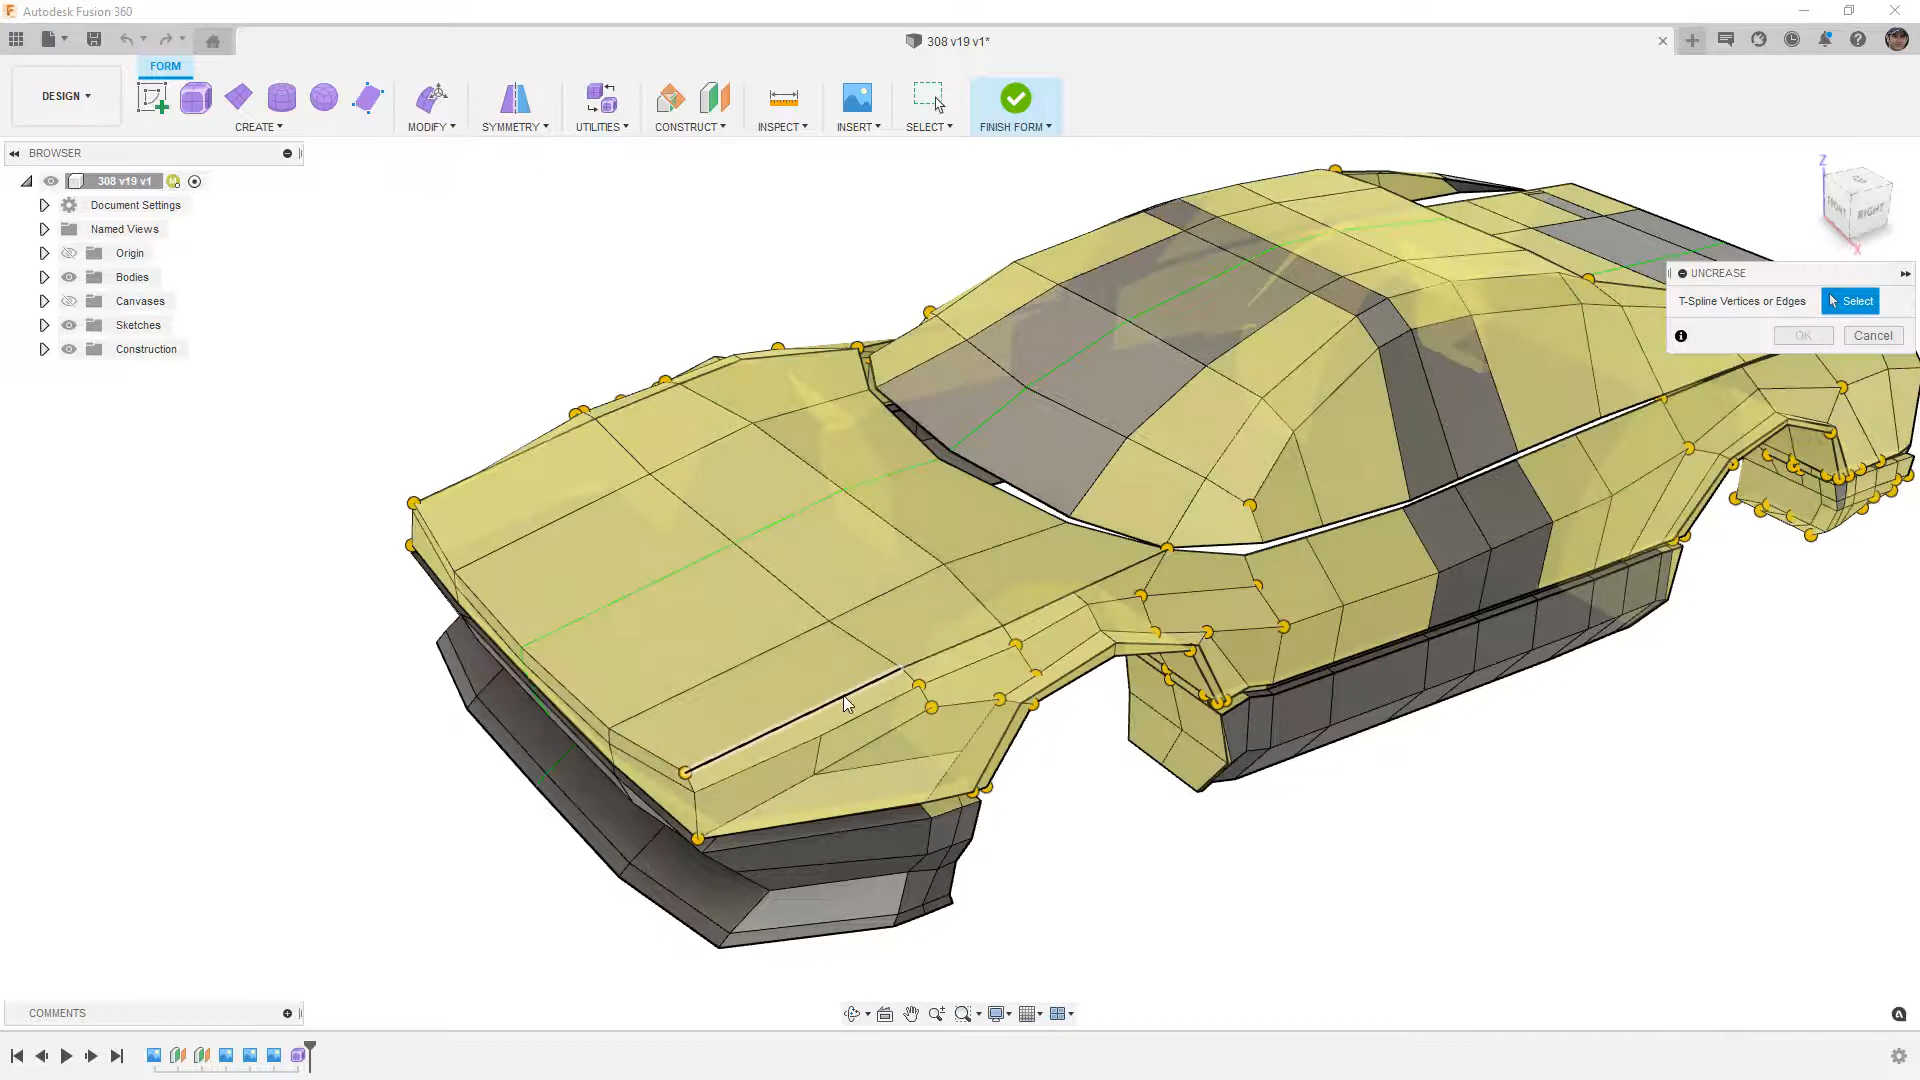 Autodesk Fusion 360
308 v19 v1*
FORM
DESIGN
CREATE
MODIFY
SYMMETRY
UTILITIES
CONSTRUCT
INSPECT
INSERT
SELECT
FINISH FORM
BROWSER
308 v19 v1
Document Settings
Named Views
Origin
Bodies
Canvases
Sketches
Construction
Z
FRONT
RIGHT
X
UNCREASE
T-Spline Vertices or Edges
Select
OK
Cancel
COMMENTS